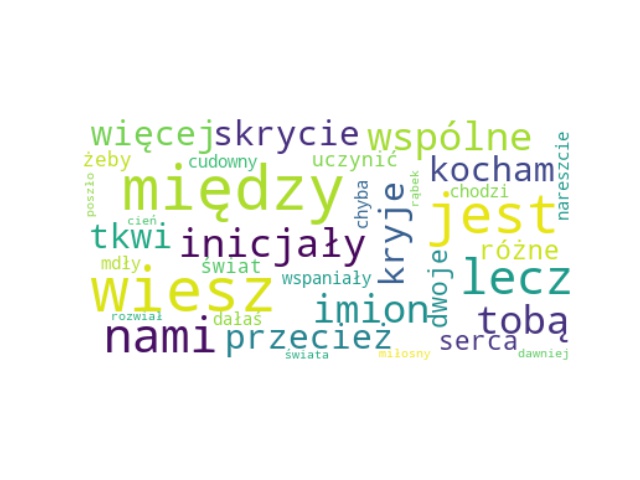 więcej skrycie wspólne
żeby cudowny uczynić kocham nareszcie
poszło między chyba kryje rąbek chodzi jest
cień
tkwi inicjały różne
mdły świat wspaniały dwoje lecz
wiesz imion
rozwiał dałaś tobą
nami przecież serca
świata miłosny dawniej